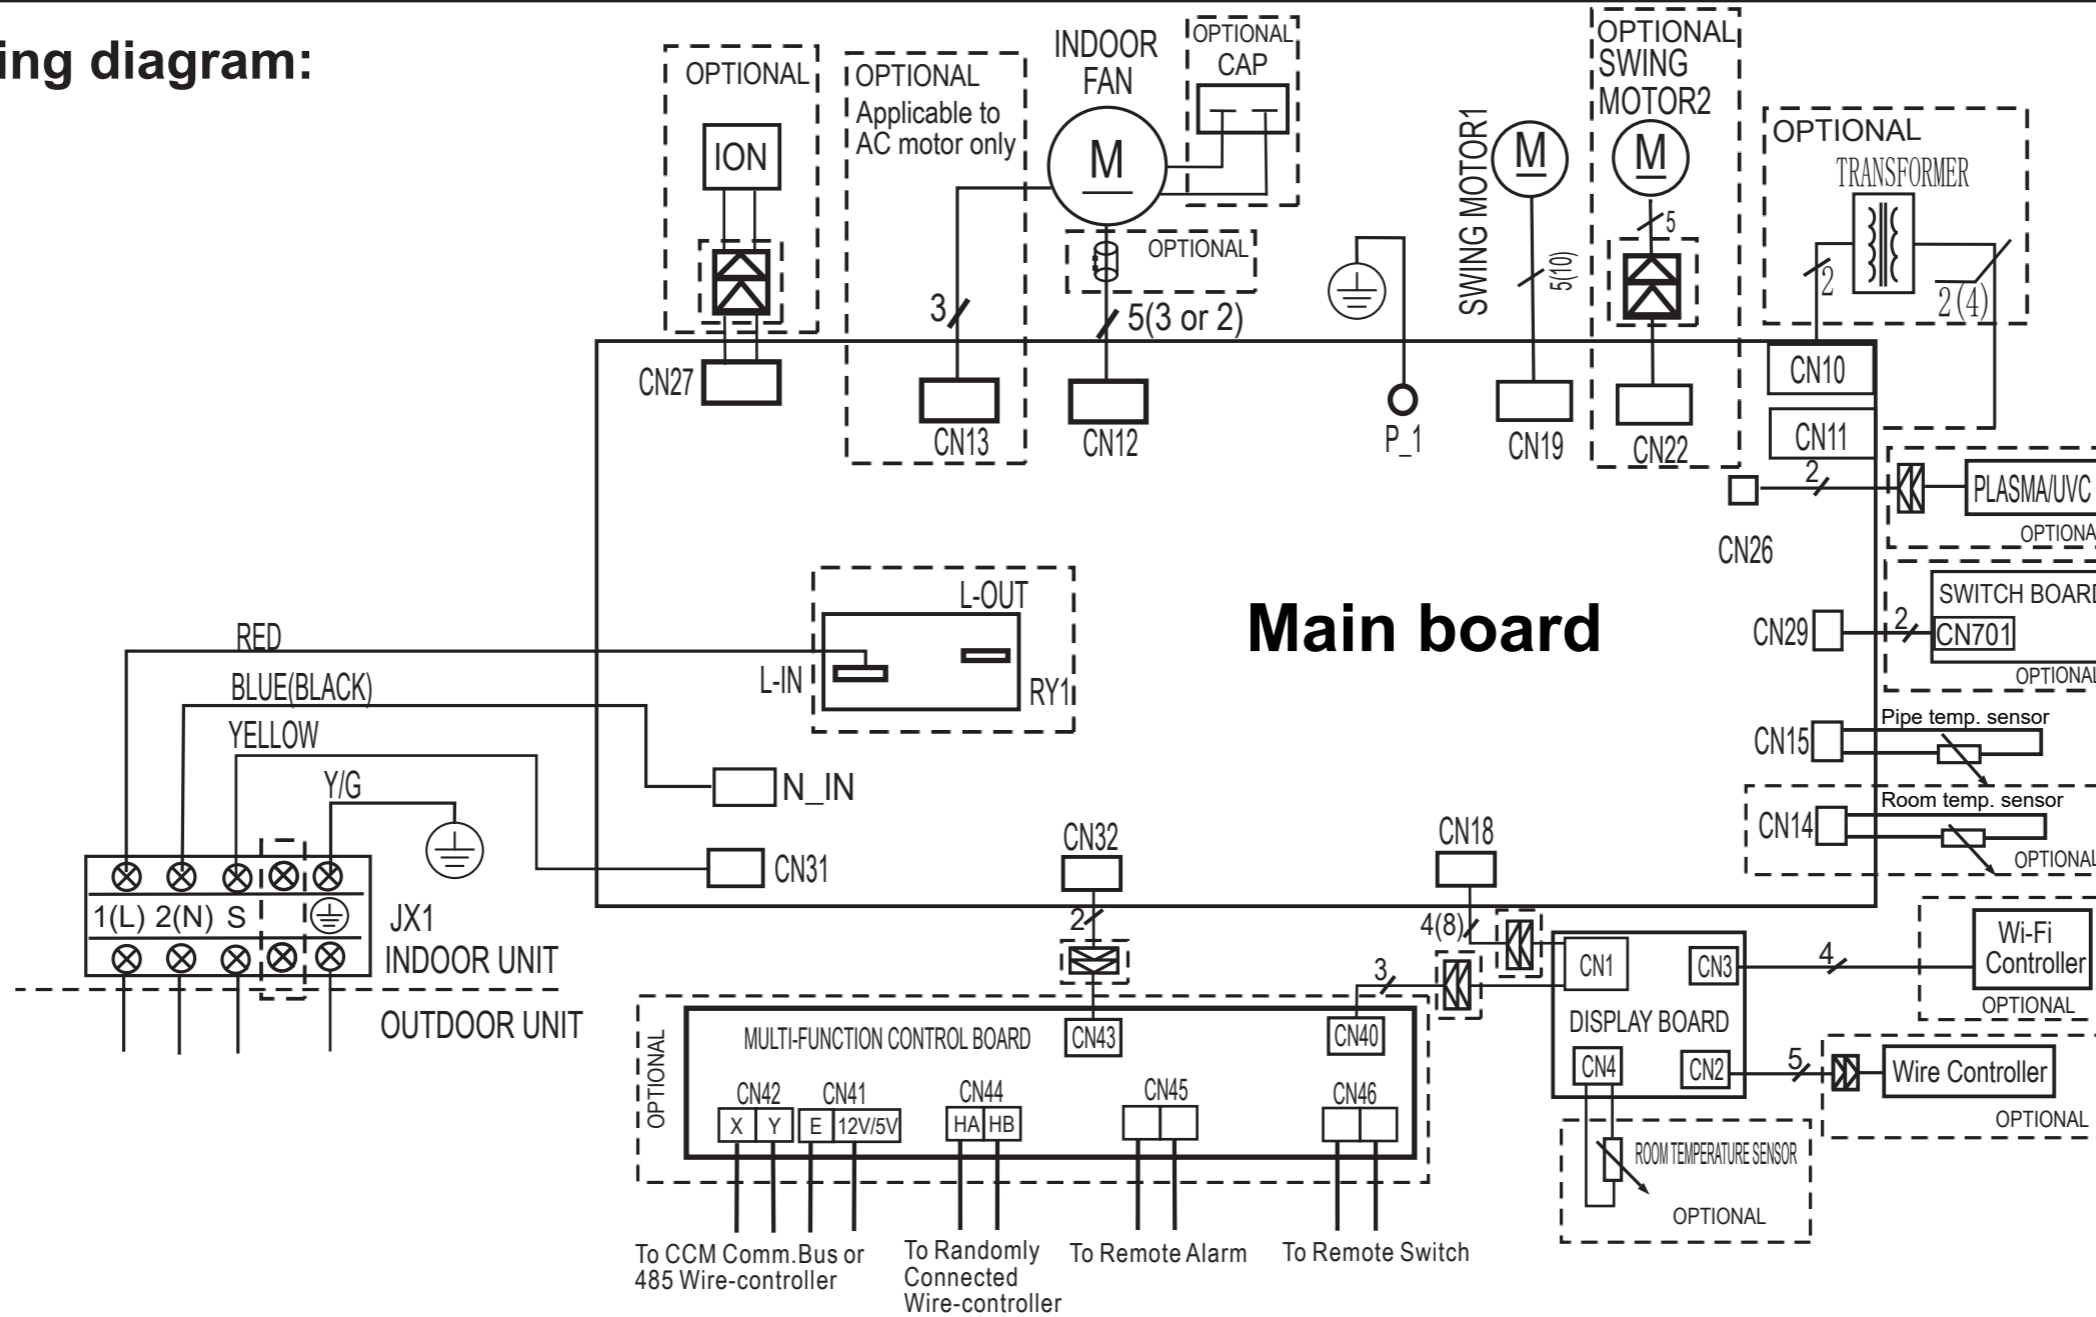 ing diagram:
OPTIONAL
ION
CN27
OPTIONAL
Applicable to
AC motor only
3
CN13
INDOOR
FAN
M
OPTIONAL
CAP
OPTIONAL
5(3 or 2)
CN12
P_1
SWING MOTOR1
M
5(10)
CN19
OPTIONAL
SWING
MOTOR2
M
5
CN22
OPTIONAL
TRANSFORMER
2
2(4)
CN10
CN11
2
CN26
PLASMA/UVC
OPTIONA
CN29
2
SWITCH BOARD
CN701
OPTIONAL
CN15
Pipe temp. sensor
CN14
Room temp. sensor
OPTIONAL
Main board
L-OUT
L-IN
RY1
RED
BLUE(BLACK)
YELLOW
Y/G
N_IN
CN31
1(L) 2(N) S
JX1
INDOOR UNIT
OUTDOOR UNIT
CN32
2
CN18
4(8)
3
CN1
CN3
DISPLAY BOARD
CN4
CN2
4
Wi-Fi
Controller
OPTIONAL
5
Wire Controller
OPTIONAL
ROOM TEMPERATURE SENSOR
OPTIONAL
OPTIONAL
MULTI-FUNCTION CONTROL BOARD
CN43
CN40
CN42
X Y
CN41
E 12V/5V
CN44
HA HB
CN45
CN46
To CCM Comm.Bus or
485 Wire-controller
To Randomly
Connected
Wire-controller
To Remote Alarm
To Remote Switch